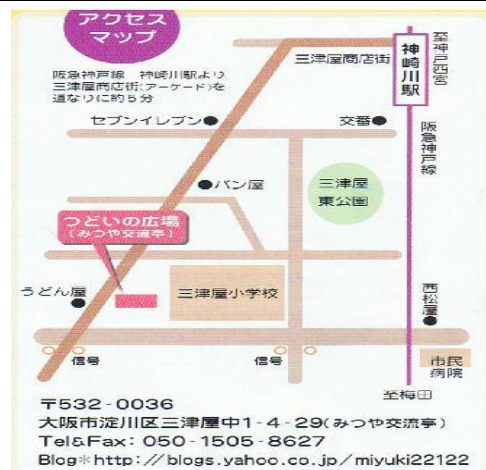 アクセス
マップ
阪急神戸線 神崎川駅より
三津屋商店街(アーケード)を
道なりに約5分
三津屋商店街
神崎川駅
至神戸西宮
阪急神戸線
セブンイレブン
交番
パン屋
三津屋
東公園
つどいの広場
(みつや交流亭)
うどん屋
三津屋小学校
西松屋
信号
信号
市民
病院
至梅田
〒532-0036
大阪市淀川区三津屋中1-4-29(みつや交流亭)
Tel&Fax: 050-1505-8627
Blog*http://blogs.yahoo.co.jp/miyuki22122